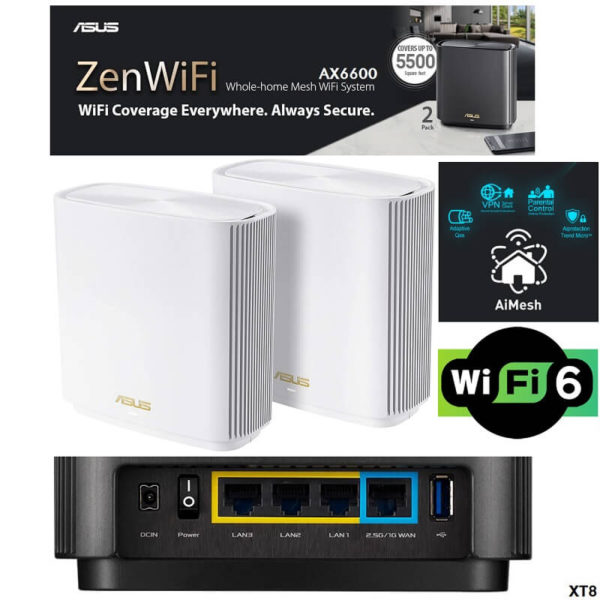 ASUS
ZenWiFi
AX6600
Whole-home Mesh WiFi System
WiFi Coverage Everywhere. Always Secure.
COVERS UP TO
5500
Square feet
2
Pack
VPN
Parental
Control
Adaptive
Qos
AiProtection
Trend Micro™
AiMesh
WiFi 6
ASUS
ASUS
DCIN
Power
LAN3
LAN2
LAN1
2.5G/1G WAN
XT8